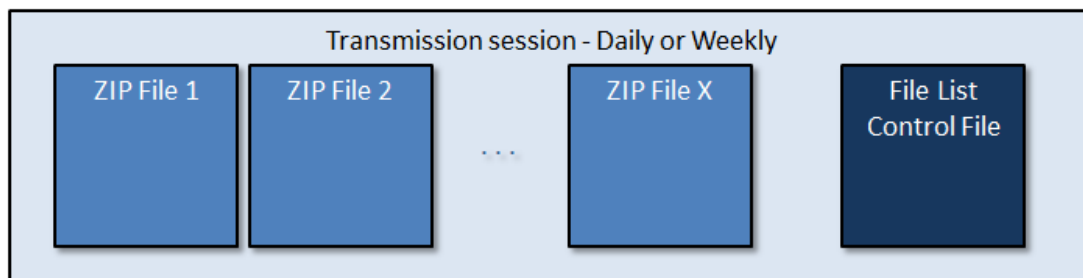 Transmission session - Daily or Weekly
ZIP File 1
ZIP File 2
...
ZIP File X
File List
Control File